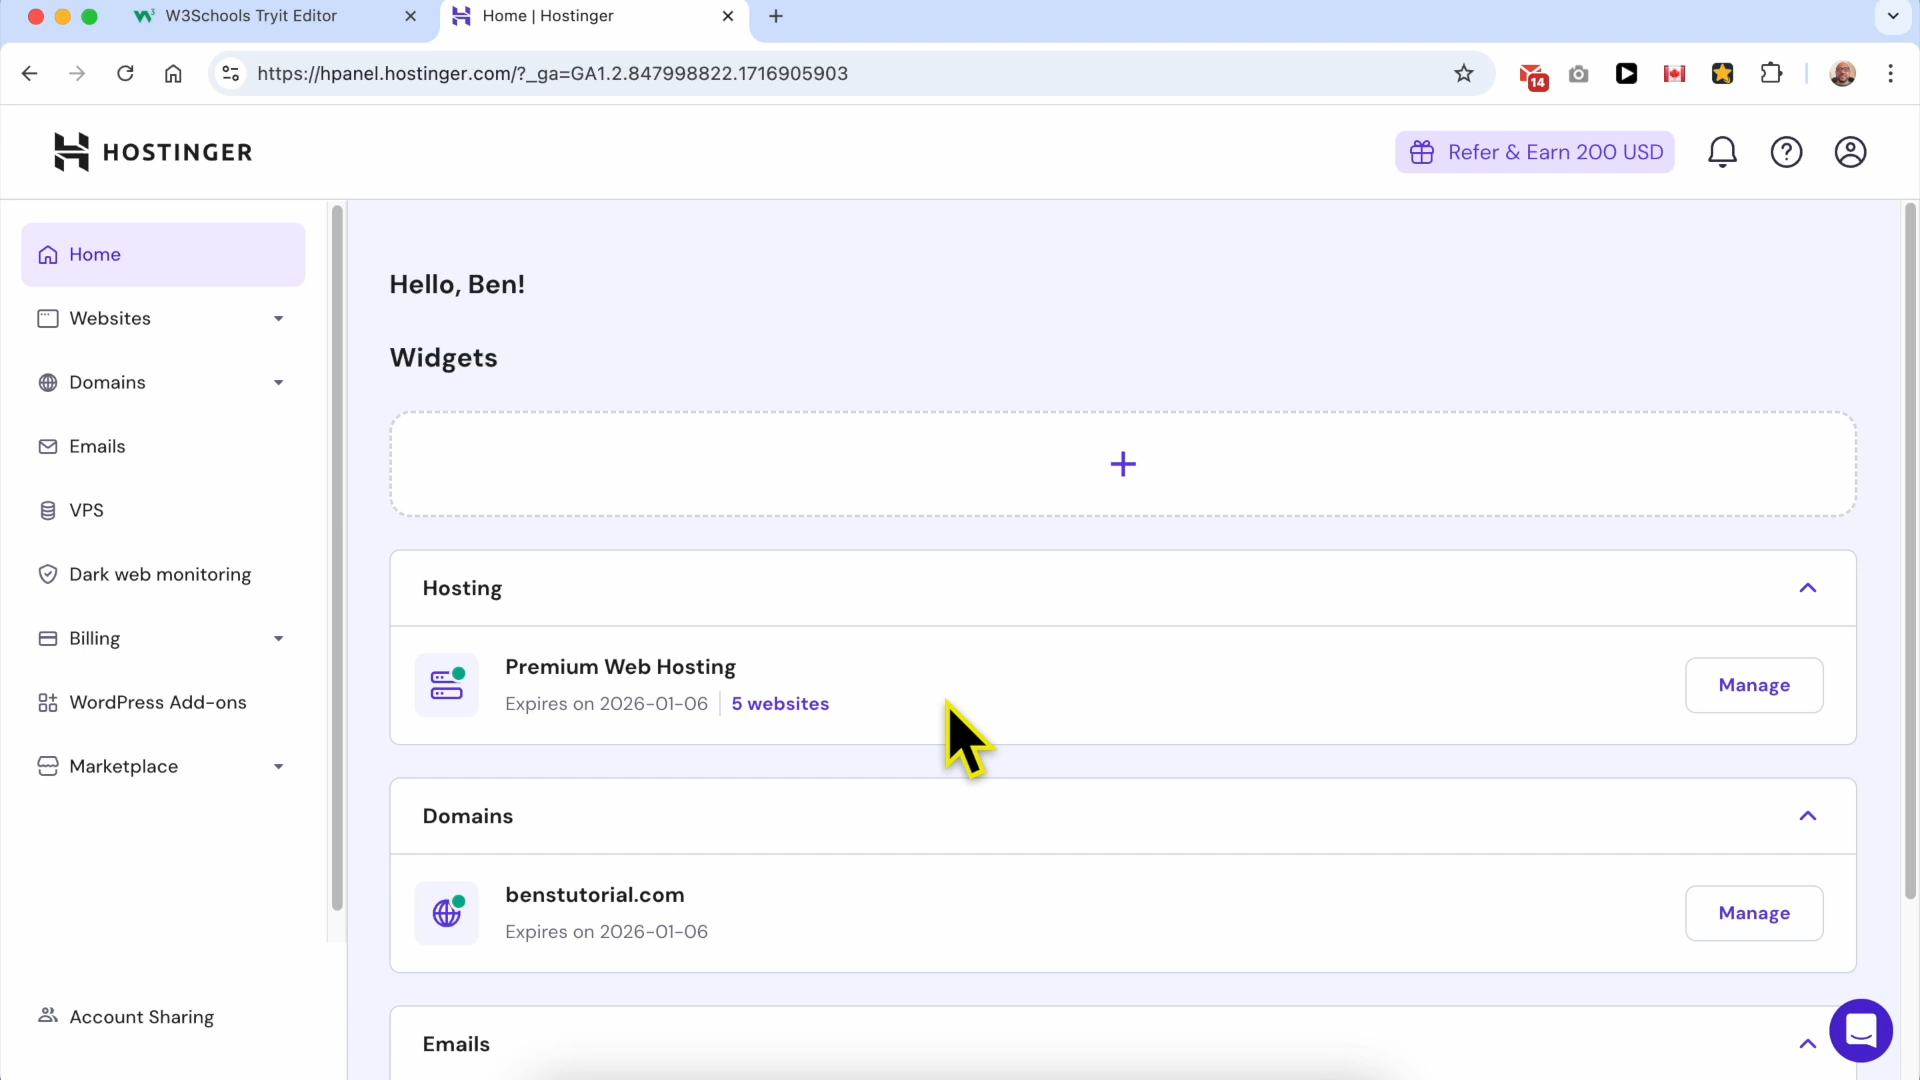 W3Schools Tryit Editor
Home | Hostinger
https://hpanel.hostinger.com/?_ga=GA1.2.847998822.1716905903
14
HOSTINGER
Refer & Earn 200 USD
Home
Websites
Domains
Emails
VPS
Dark web monitoring
Billing
WordPress Add-ons
Marketplace
Account Sharing
Hello, Ben!
Widgets
Hosting
Premium Web Hosting
Expires on 2026-01-06
5 websites
Manage
Domains
benstutorial.com
Expires on 2026-01-06
Manage
Emails